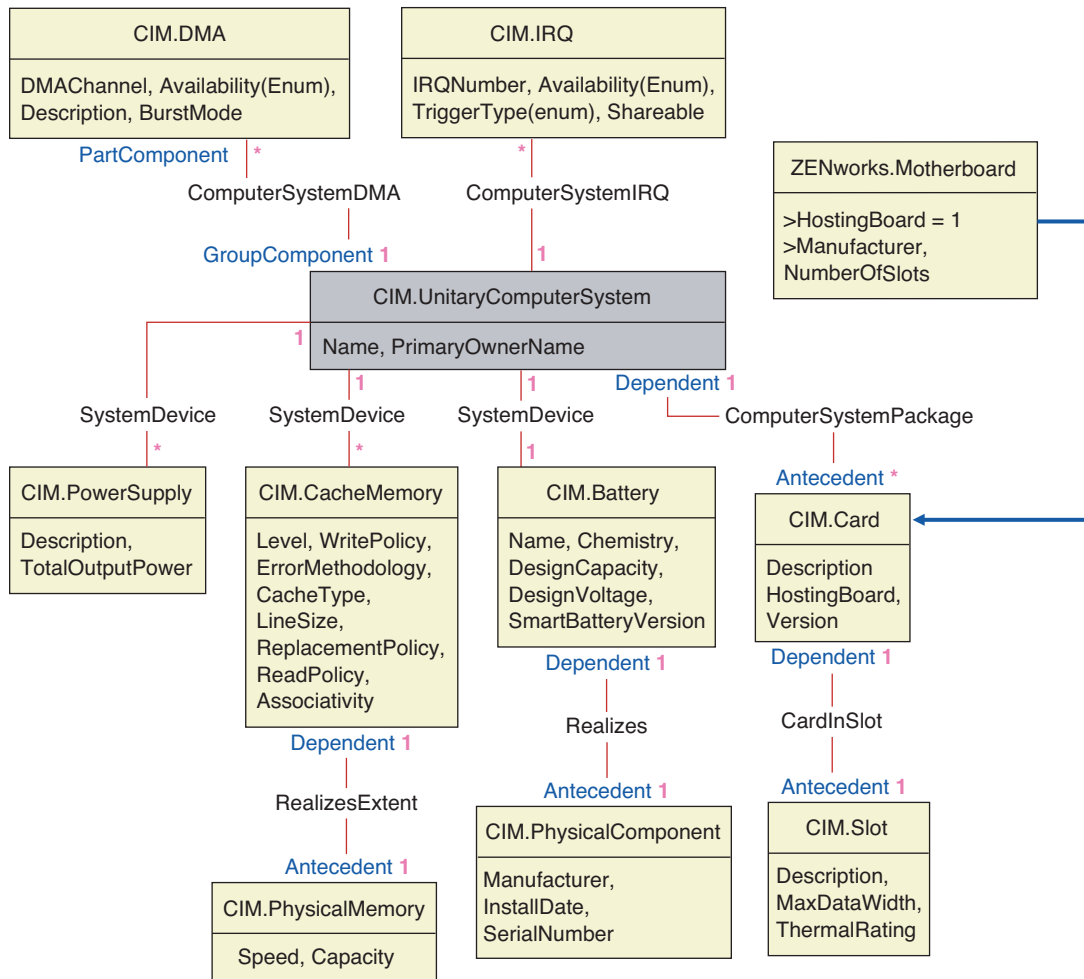 CIM.DMA
DMAChannel, Availability(Enum),
Description, BurstMode
CIM.IRQ
IRQNumber, Availability(Enum),
TriggerType(enum), Shareable
PartComponent *
*
ComputerSystemDMA
ComputerSystemIRQ
GroupComponent 1
1
ZENworks.Motherboard
>HostingBoard = 1
>Manufacturer,
NumberOfSlots
CIM.UnitaryComputerSystem
Name, PrimaryOwnerName
1
1
1
Dependent 1
SystemDevice
SystemDevice
SystemDevice
ComputerSystemPackage
*
*
1
Antecedent *
CIM.PowerSupply
Description,
TotalOutputPower
CIM.CacheMemory
Level, WritePolicy,
ErrorMethodology,
CacheType,
LineSize,
ReplacementPolicy,
ReadPolicy,
Associativity
CIM.Battery
Name, Chemistry,
DesignCapacity,
DesignVoltage,
SmartBatteryVersion
CIM.Card
Description
HostingBoard,
Version
Dependent 1
RealizesExtent
Antecedent 1
CIM.PhysicalMemory
Speed, Capacity
Dependent 1
Realizes
Antecedent 1
CIM.PhysicalComponent
Manufacturer,
InstallDate,
SerialNumber
Dependent 1
CardInSlot
Antecedent 1
CIM.Slot
Description,
MaxDataWidth,
ThermalRating